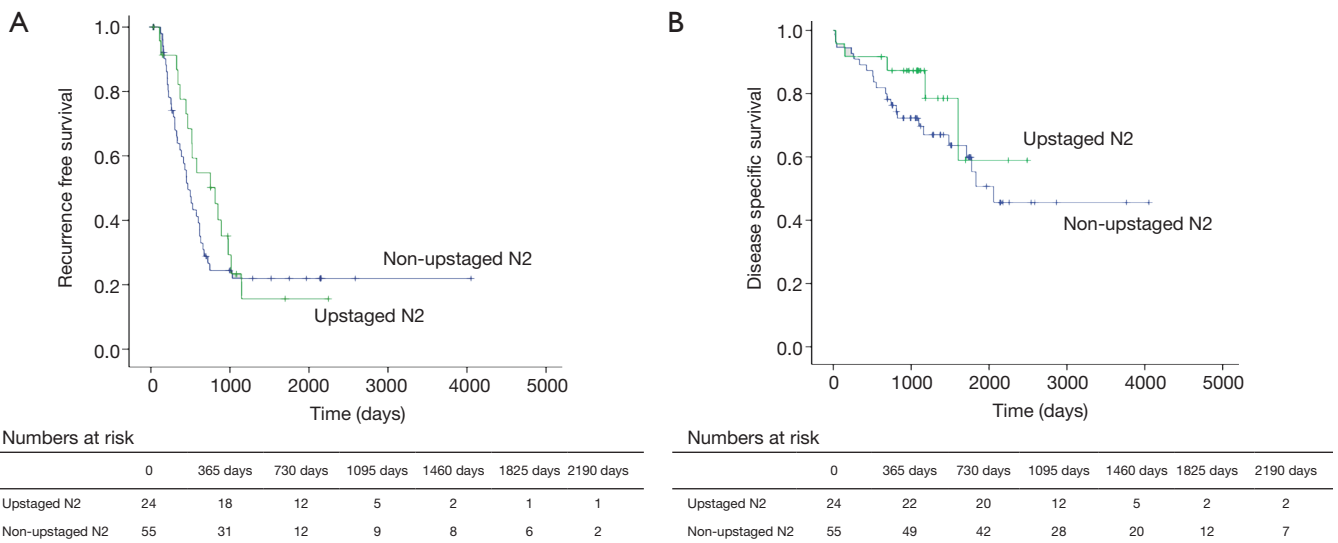 A
Recurrence free survival
1.0
0.8
0.6
0.4
0.2
0.0
Non-upstaged N2
Upstaged N2
0 1000 2000 3000 4000 5000
Time (days)
Numbers at risk
0 365 days 730 days 1095 days 1460 days 1825 days 2190 days
Upstaged N2 24 18 12 5 2 1 1
Non-upstaged N2 55 31 12 9 8 6 2
B
Disease specific survival
1.0
0.8
0.6
0.4
0.2
0.0
Upstaged N2
Non-upstaged N2
0 1000 2000 3000 4000 5000
Time (days)
Numbers at risk
0 365 days 730 days 1095 days 1460 days 1825 days 2190 days
Upstaged N2 24 22 20 12 5 2 2
Non-upstaged N2 55 49 42 28 20 12 7